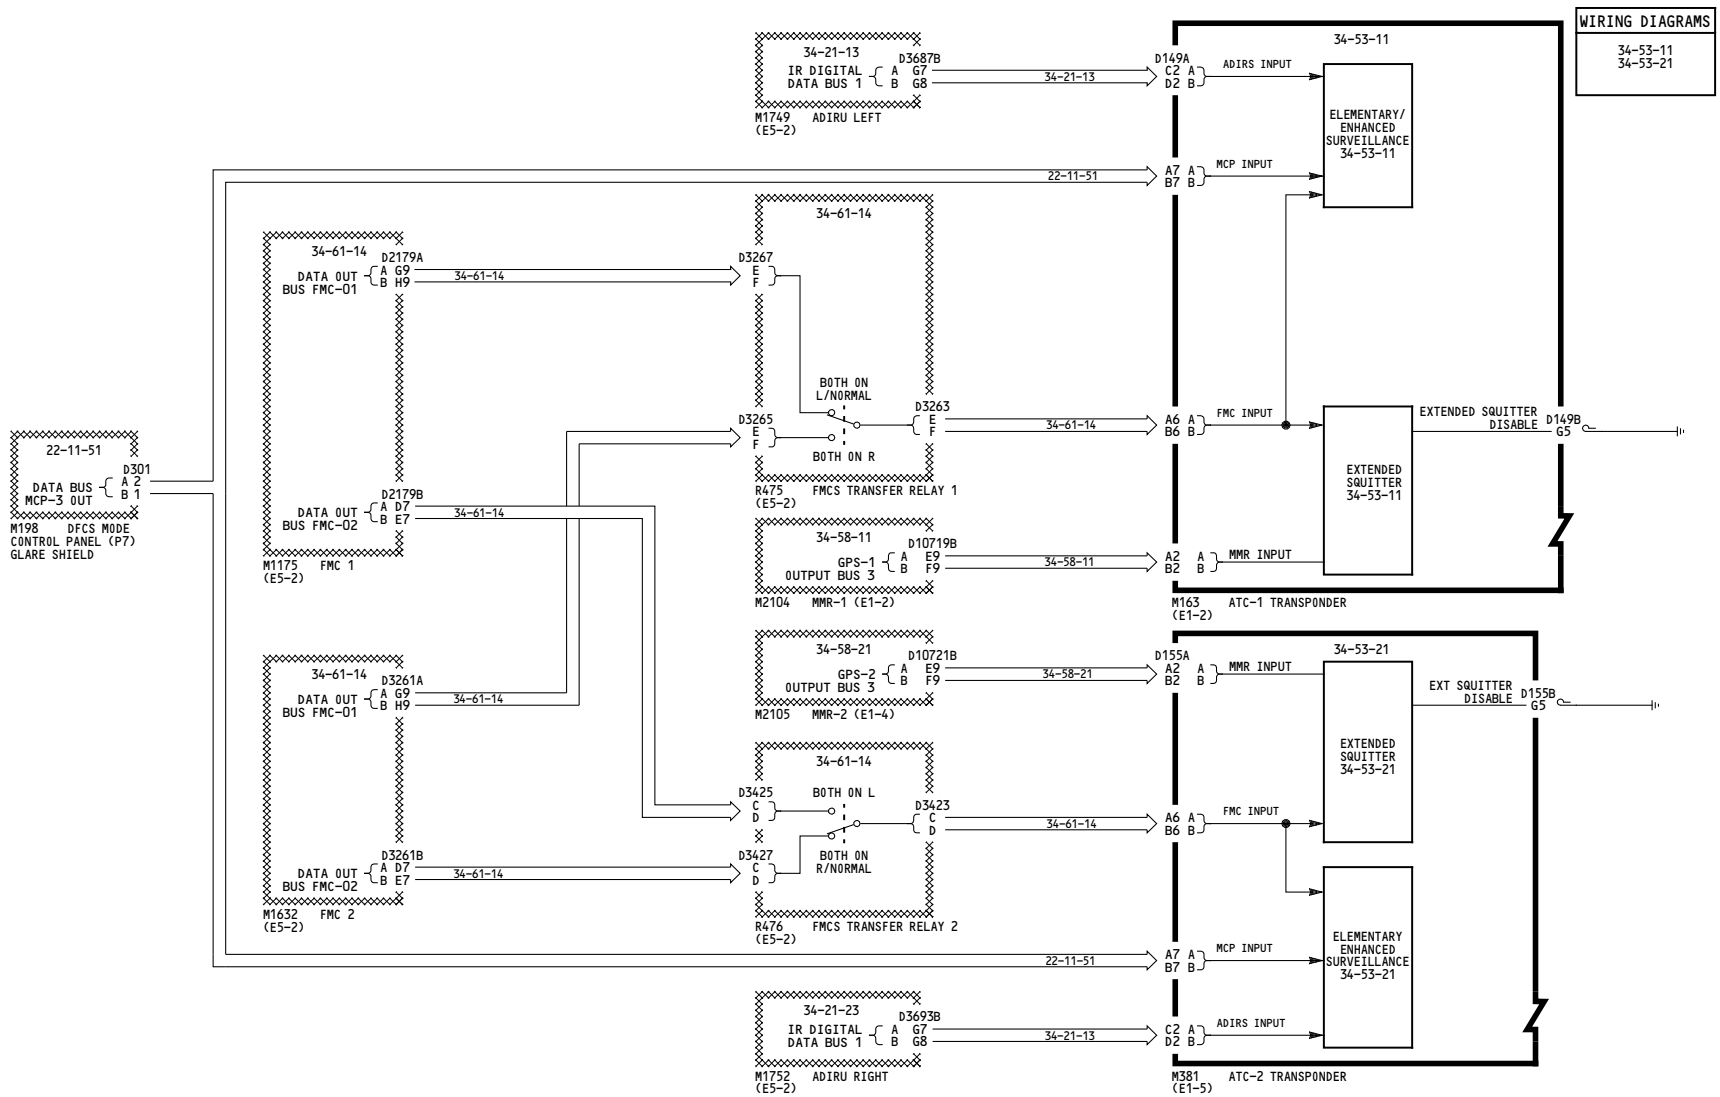 WIRING DIAGRAMS
34-53-11
34-53-21
34-21-13
D3687B
IR DIGITAL
DATA BUS 1
A G7
B G8
M1749 ADIRU LEFT
(E5-2)
34-21-13
D149A
C2 A
D2 B
34-53-11
ADIRS INPUT
ELEMENTARY/
ENHANCED
SURVEILLANCE
34-53-11
22-11-51
A7 A
B7 B
MCP INPUT
34-61-14
D2179A
DATA OUT
BUS FMC-01
A G9
B H9
34-61-14
34-61-14
D3267
E
F
BOTH ON
L/NORMAL
D3265
E
F
BOTH ON R
D3263
E
F
R475 FMCS TRANSFER RELAY 1
(E5-2)
34-61-14
A6 A
B6 B
FMC INPUT
EXTENDED
SQUITTER
34-53-11
EXTENDED SQUITTER
DISABLE
D149B
G5
22-11-51
D301
DATA BUS
MCP-3 OUT
A 2
B 1
M198 DFCS MODE
CONTROL PANEL (P7)
GLARE SHIELD
D2179B
DATA OUT
BUS FMC-02
A D7
B E7
34-61-14
M1175 FMC 1
(E5-2)
34-58-11
D10719B
GPS-1
OUTPUT BUS 3
A E9
B F9
M2104 MMR-1 (E1-2)
34-58-11
A2 A
B2 B
MMR INPUT
M163 ATC-1 TRANSPONDER
(E1-2)
34-58-21
D10721B
GPS-2
OUTPUT BUS 3
A E9
B F9
M2105 MMR-2 (E1-4)
34-58-21
D155A
A2 A
B2 B
34-53-21
MMR INPUT
EXTENDED
SQUITTER
34-53-21
EXT SQUITTER
DISABLE
D155B
G5
34-61-14
D3261A
DATA OUT
BUS FMC-01
A G9
B H9
34-61-14
34-61-14
D3425
C
D
BOTH ON L
D3423
C
D
34-61-14
A6 A
B6 B
FMC INPUT
D3427
C
D
BOTH ON
R/NORMAL
R476 FMCS TRANSFER RELAY 2
(E5-2)
D3261B
DATA OUT
BUS FMC-02
A D7
B E7
34-61-14
M1632 FMC 2
(E5-2)
22-11-51
A7 A
B7 B
MCP INPUT
ELEMENTARY
ENHANCED
SURVEILLANCE
34-53-21
34-21-23
D3693B
IR DIGITAL
DATA BUS 1
A G7
B G8
M1752 ADIRU RIGHT
(E5-2)
34-21-13
C2 A
D2 B
ADIRS INPUT
M381 ATC-2 TRANSPONDER
(E1-5)